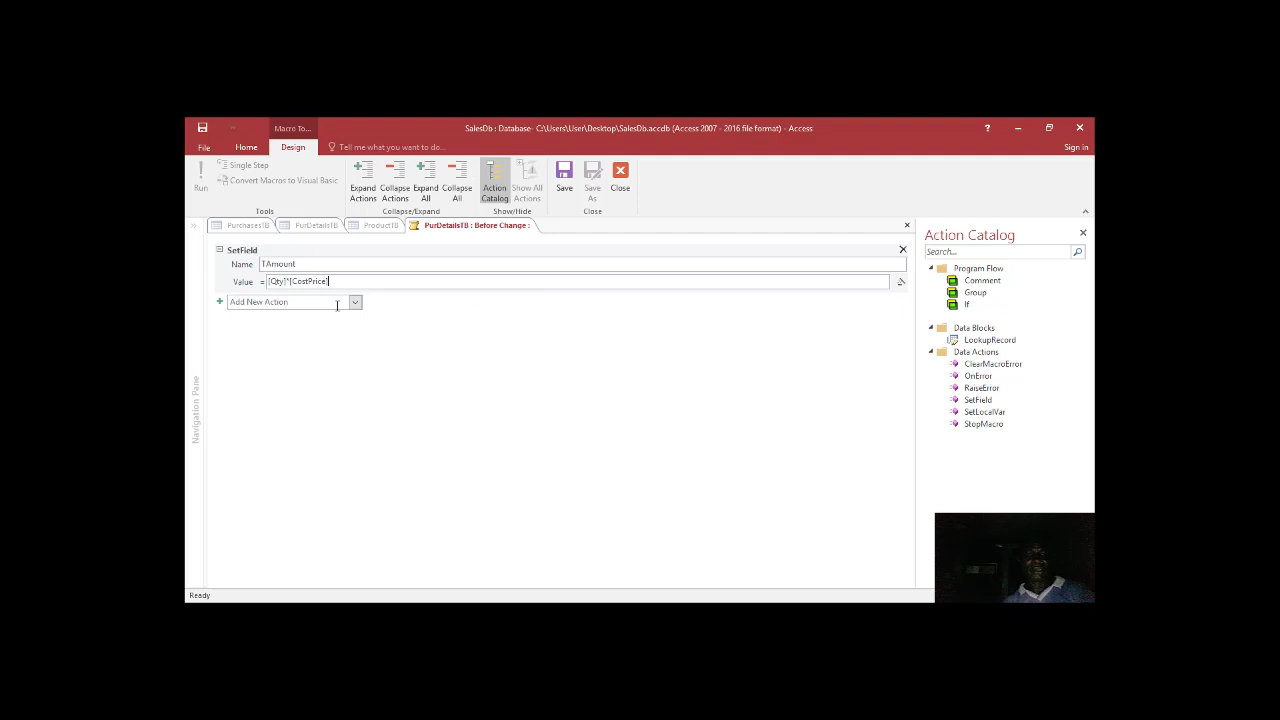 Macro To...
SalesDb : Database- C:\Users\User\Desktop\SalesDb.accdb (Access 2007 - 2016 file format) - Access
?
File
Home
Design
Tell me what you want to do...
Sign in
Run
Single Step
Convert Macros to Visual Basic
Expand Actions
Collapse Actions
Expand All
Collapse All
Action Catalog
Show All Actions
Save
Save As
Close
Tools
Collapse/Expand
Show/Hide
Close
PurchasesTB
PurDetailsTB
ProductTB
PurDetailsTB : Before Change :
SetField
Name TAmount
Value = [Qty]*[CostPrice]
Add New Action
Navigation Pane
Action Catalog
Search...
Program Flow
Comment
Group
If
Data Blocks
LookupRecord
Data Actions
ClearMacroError
OnError
RaiseError
SetField
SetLocalVar
StopMacro
Ready